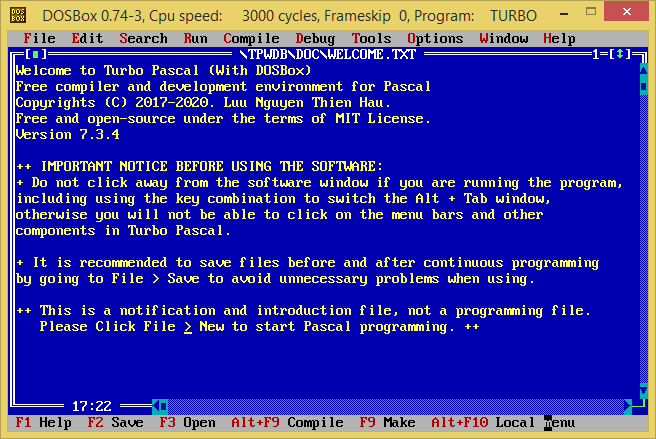 DOSBox 0.74-3, Cpu speed: 3000 cycles, Frameskip 0, Program: TURBO
File Edit Search Run Compile Debug Tools Options Window Help
\TPWDB\DOC\WELCOME.TXT 1=[↕]
Welcome to Turbo Pascal (With DOSBox)
Free compiler and development environment for Pascal
Copyrights (C) 2017-2020. Luu Nguyen Thien Hau.
Free and open-source under the terms of MIT License.
Version 7.3.4
++ IMPORTANT NOTICE BEFORE USING THE SOFTWARE:
+ Do not click away from the software window if you are running the program,
including using the key combination to switch the Alt + Tab window,
otherwise you will not be able to click on the menu bars and other
components in Turbo Pascal.
+ It is recommended to save files before and after continuous programming
by going to File > Save to avoid unnecessary problems when using.
++ This is a notification and introduction file, not a programming file.
Please Click File > New to start Pascal programming. ++
17:22
F1 Help F2 Save F3 Open Alt+F9 Compile F9 Make Alt+F10 Local menu